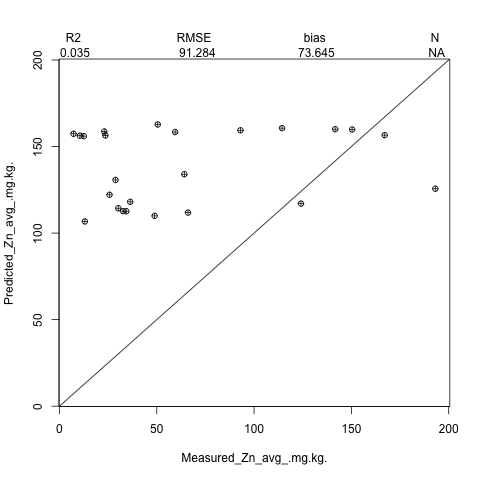 R2 RMSE bias N
0.035 91.284 73.645 NA
200
150
100
50
0
Predicted_Zn_avg_.mg.kg.
0 50 100 150 200
Measured_Zn_avg_.mg.kg.